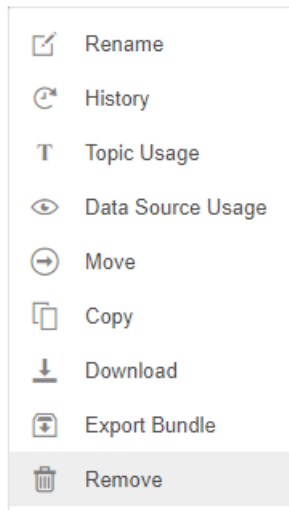 Rename
History
Topic Usage
Data Source Usage
Move
Copy
Download
Export Bundle
Remove